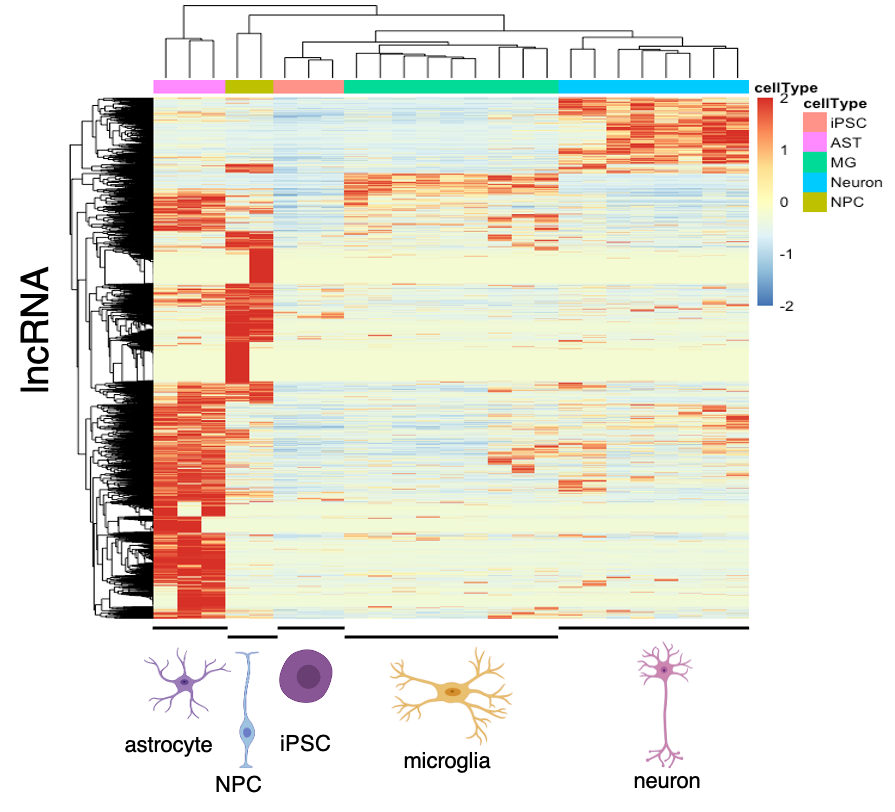 cellType
2
1
0
-1
-2
cellType
iPSC
AST
MG
Neuron
NPC
lncRNA
astrocyte
NPC
iPSC
microglia
neuron